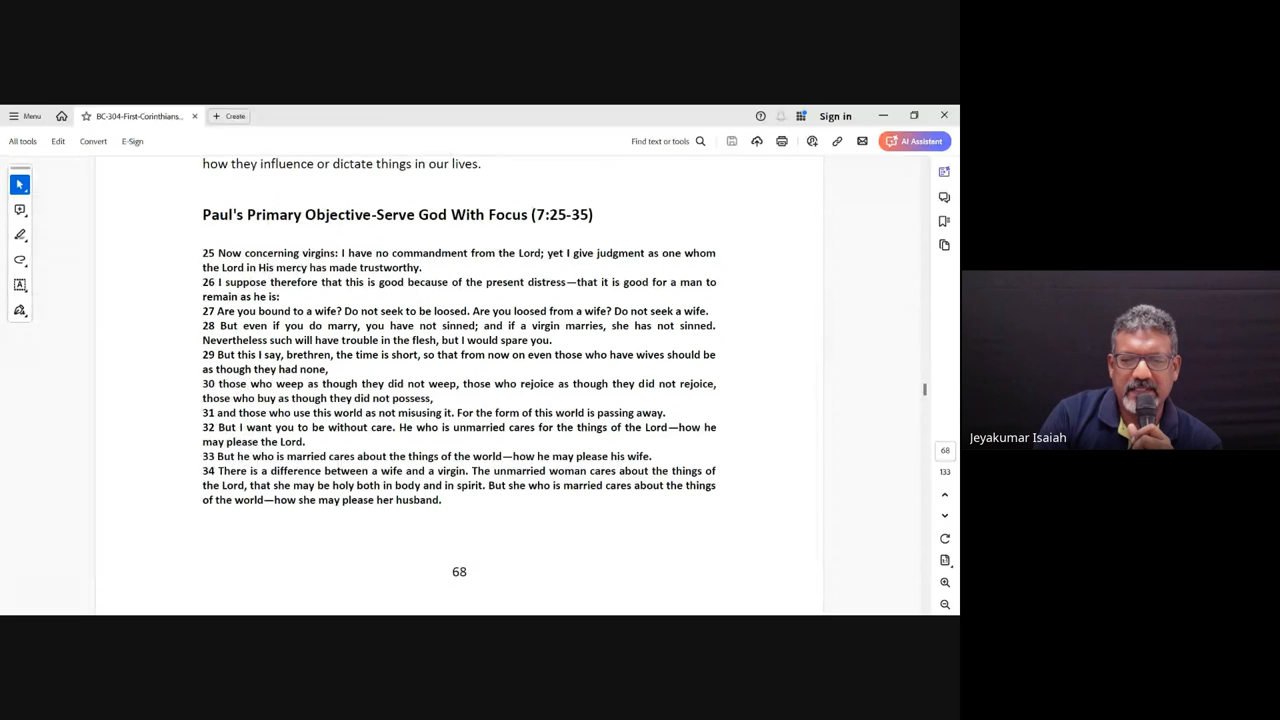 Menu
BC-304-First-Corinthians...
Create
Sign in
All tools
Edit
Convert
E-Sign
Find text or tools
AI Assistant
how they influence or dictate things in our lives.
Paul's Primary Objective-Serve God With Focus (7:25-35)
25 Now concerning virgins: I have no commandment from the Lord; yet I give judgment as one whom
the Lord in His mercy has made trustworthy.
26 I suppose therefore that this is good because of the present distress—that it is good for a man to
remain as he is:
27 Are you bound to a wife? Do not seek to be loosed. Are you loosed from a wife? Do not seek a wife.
28 But even if you do marry, you have not sinned; and if a virgin marries, she has not sinned.
Nevertheless such will have trouble in the flesh, but I would spare you.
29 But this I say, brethren, the time is short, so that from now on even those who have wives should be
as though they had none,
30 those who weep as though they did not weep, those who rejoice as though they did not rejoice,
those who buy as though they did not possess,
31 and those who use this world as not misusing it. For the form of this world is passing away.
32 But I want you to be without care. He who is unmarried cares for the things of the Lord—how he
may please the Lord.
33 But he who is married cares about the things of the world—how he may please his wife.
34 There is a difference between a wife and a virgin. The unmarried woman cares about the things of
the Lord, that she may be holy both in body and in spirit. But she who is married cares about the things
of the world—how she may please her husband.
68
68
133
Jeyakumar Isaiah